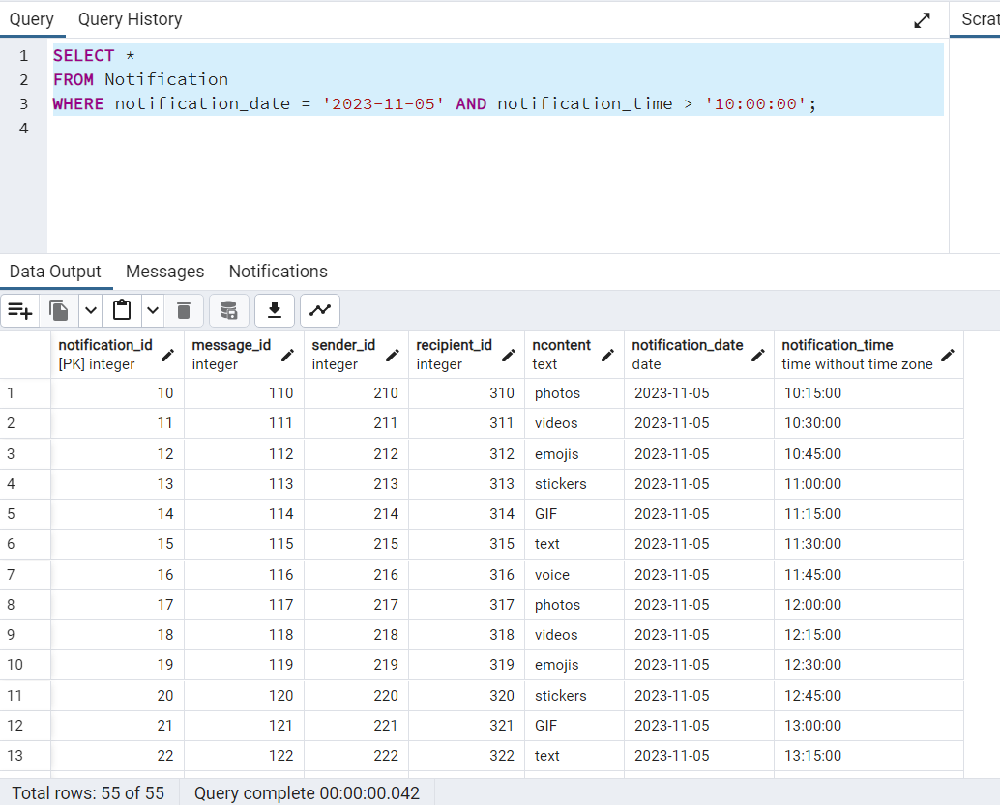 Query Query History Scrat
1 SELECT *
2 FROM Notification
3 WHERE notification_date = '2023-11-05' AND notification_time > '10:00:00';
4
Data Output Messages Notifications
notification_id message_id sender_id recipient_id ncontent notification_date notification_time
[PK] integer integer integer integer text date time without time zone
1 10 110 210 310 photos 2023-11-05 10:15:00
2 11 111 211 311 videos 2023-11-05 10:30:00
3 12 112 212 312 emojis 2023-11-05 10:45:00
4 13 113 213 313 stickers 2023-11-05 11:00:00
5 14 114 214 314 GIF 2023-11-05 11:15:00
6 15 115 215 315 text 2023-11-05 11:30:00
7 16 116 216 316 voice 2023-11-05 11:45:00
8 17 117 217 317 photos 2023-11-05 12:00:00
9 18 118 218 318 videos 2023-11-05 12:15:00
10 19 119 219 319 emojis 2023-11-05 12:30:00
11 20 120 220 320 stickers 2023-11-05 12:45:00
12 21 121 221 321 GIF 2023-11-05 13:00:00
13 22 122 222 322 text 2023-11-05 13:15:00
Total rows: 55 of 55 Query complete 00:00:00.042